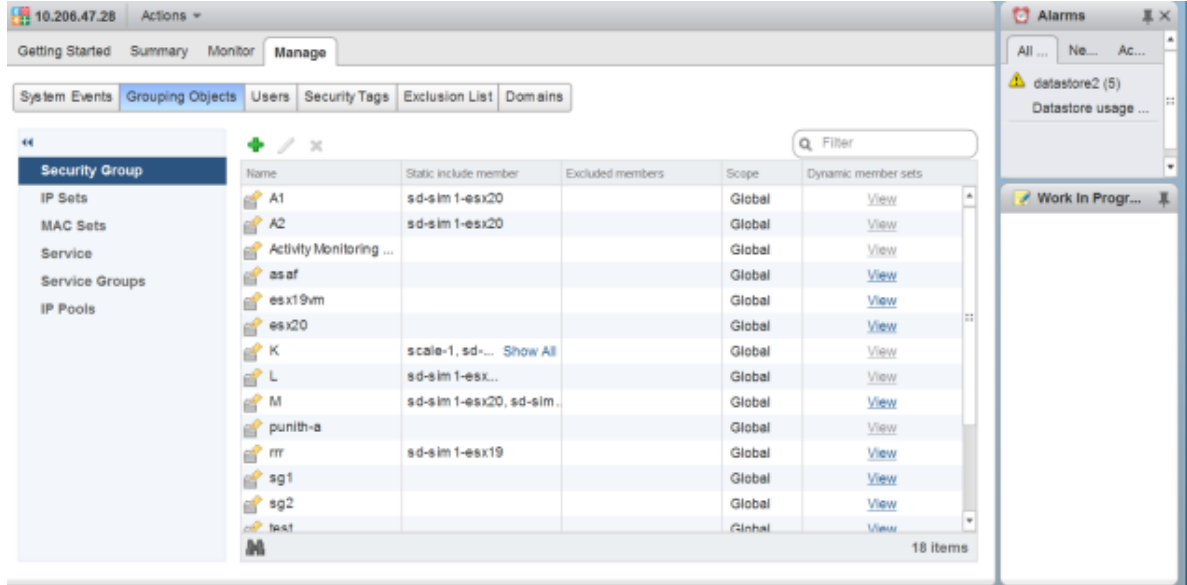 10.206.47.28 Actions
Getting Started Summary Monitor Manage
System Events Grouping Objects Users Security Tags Exclusion List Domains
Security Group
IP Sets
MAC Sets
Service
Service Groups
IP Pools
Filter
Name Static include member Excluded members Scope Dynamic member sets
A1 sd-sim1-esx20 Global View
A2 sd-sim1-esx20 Global View
Activity Monitoring ... Global View
asaf Global View
esx19vm Global View
esx20 Global View
K scale-1, sd-... Show All Global View
L sd-sim1-esx... Global View
M sd-sim1-esx20, sd-sim.. Global View
punith-a Global View
rrr sd-sim1-esx19 Global View
sg1 Global View
sg2 Global View
test Global View
18 items
Alarms
All ... Ne... Ac...
datastore2 (5)
Datastore usage ...
Work In Progr...